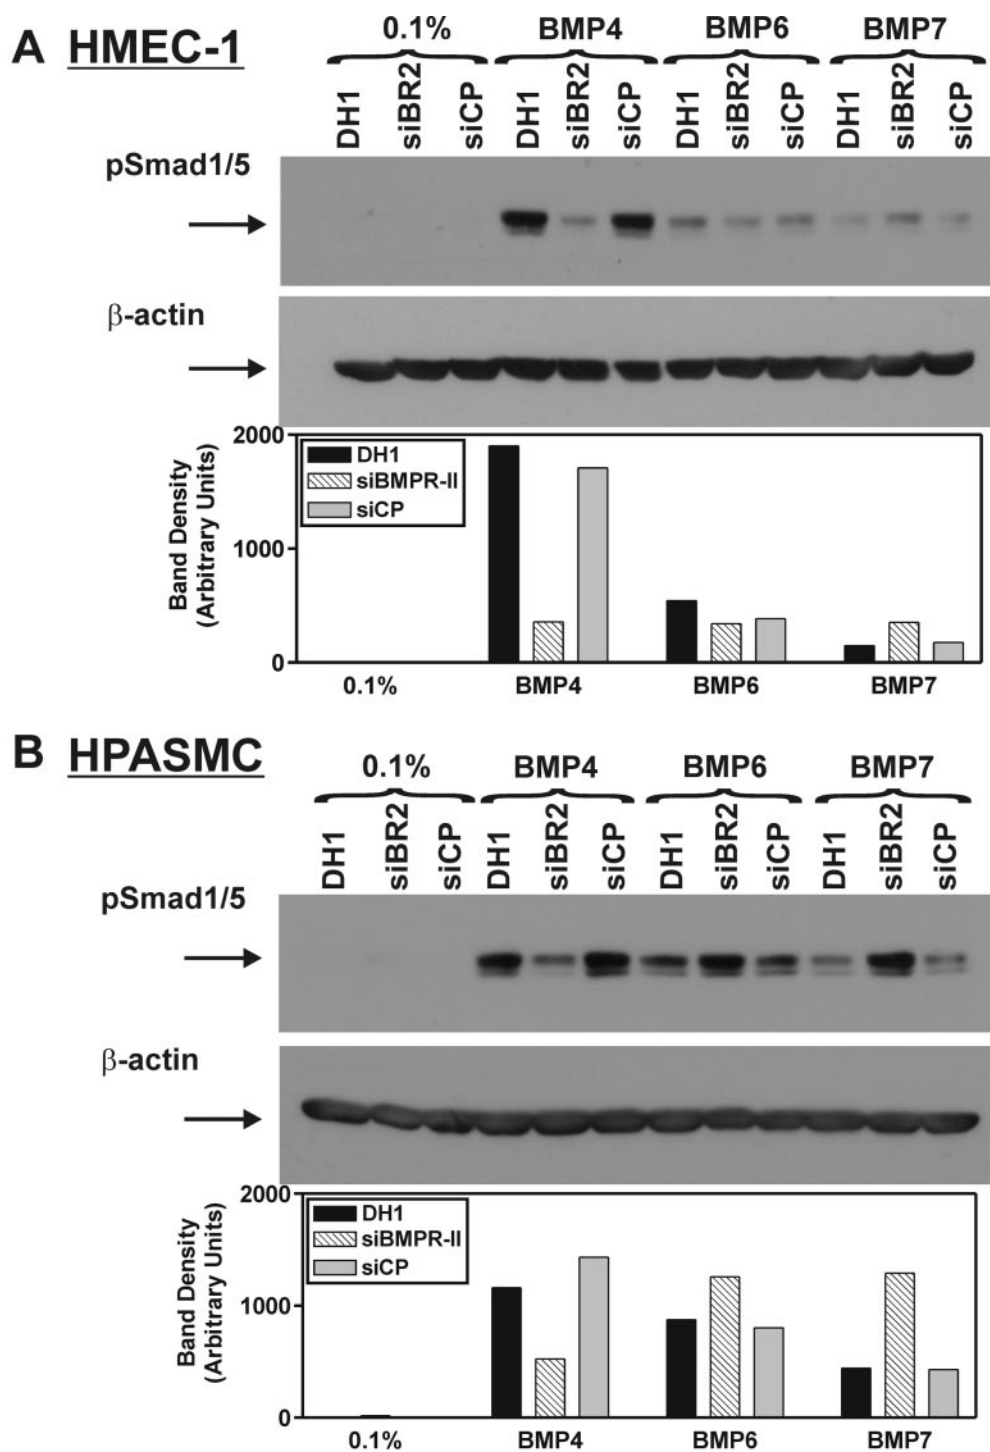 A HMEC-1
0.1% BMP4 BMP6 BMP7
DH1 siBR2 siCP DH1 siBR2 siCP DH1 siBR2 siCP DH1 siBR2 siCP
pSmad1/5
β-actin
Band Density
(Arbitrary Units)
2000
1000
0
DH1
siBMPR-II
siCP
0.1% BMP4 BMP6 BMP7
B HPASMC
0.1% BMP4 BMP6 BMP7
DH1 siBR2 siCP DH1 siBR2 siCP DH1 siBR2 siCP DH1 siBR2 siCP
pSmad1/5
β-actin
Band Density
(Arbitrary Units)
2000
1000
0
DH1
siBMPR-II
siCP
0.1% BMP4 BMP6 BMP7